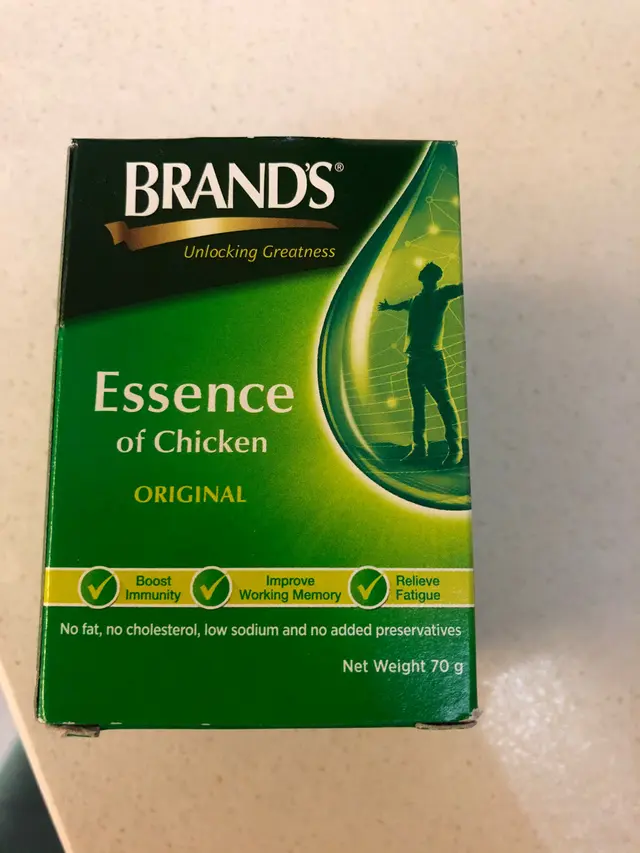 BRAND'S®
Unlocking Greatness
Essence
of Chicken
ORIGINAL
Boost
Immunity
Improve
Working Memory
Relieve
Fatigue
No fat, no cholesterol, low sodium and no added preservatives
Net Weight 70 g